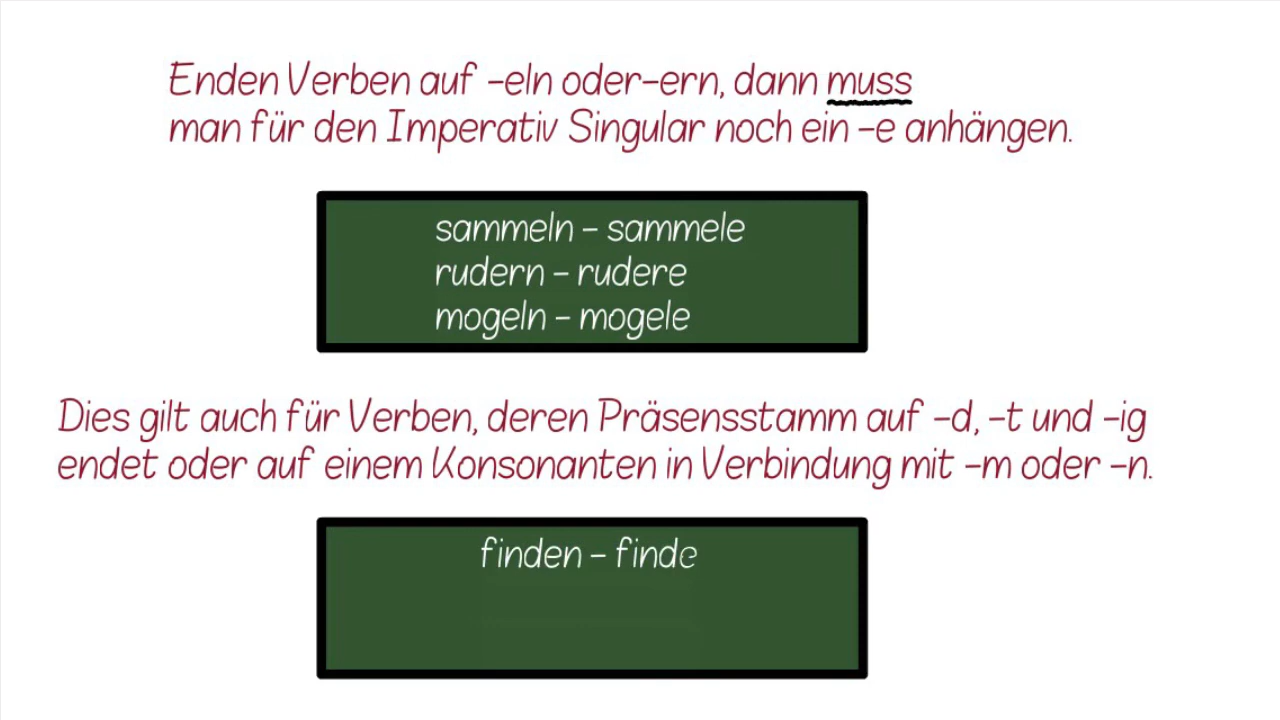 Enden Verben auf -eln oder-ern, dann muss
man für den Imperativ Singular noch ein -e anhängen.
sammeln - sammele
rudern - rudere
mogeln - mogele
Dies gilt auch für Verben, deren Präsensstamm auf -d, -t und -ig
endet oder auf einem Konsonanten in Verbindung mit -m oder -n.
finden - finde